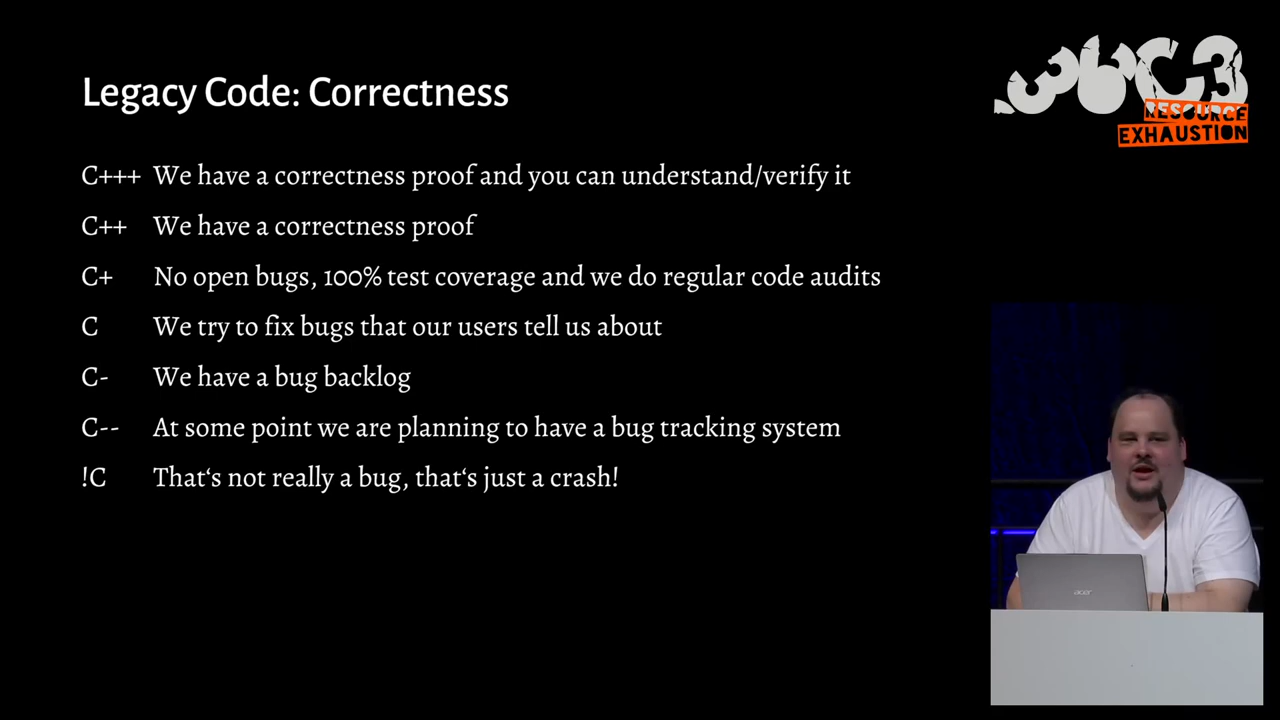 Legacy Code: Correctness
36C3
RESOURCE
EXHAUSTION
C+++ We have a correctness proof and you can understand/verify it
C++ We have a correctness proof
C+ No open bugs, 100% test coverage and we do regular code audits
C We try to fix bugs that our users tell us about
C- We have a bug backlog
C-- At some point we are planning to have a bug tracking system
!C That‘s not really a bug, that‘s just a crash!
acer